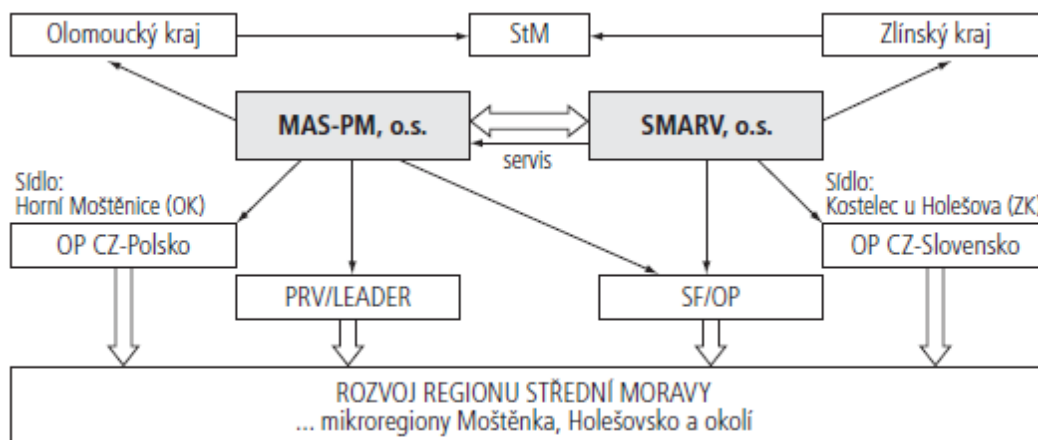 Olomoucký kraj
StM
Zlínský kraj
MAS-PM, o.s.
SMARV, o.s.
servis
Sídlo:
Horní Moštěnice (OK)
Sídlo:
Kostelec u Holešova (ZK)
OP CZ-Polsko
OP CZ-Slovensko
PRV/LEADER
SF/OP
ROZVOJ REGIONU STŘEDNÍ MORAVY
... mikroregiony Moštěnka, Holešovsko a okolí